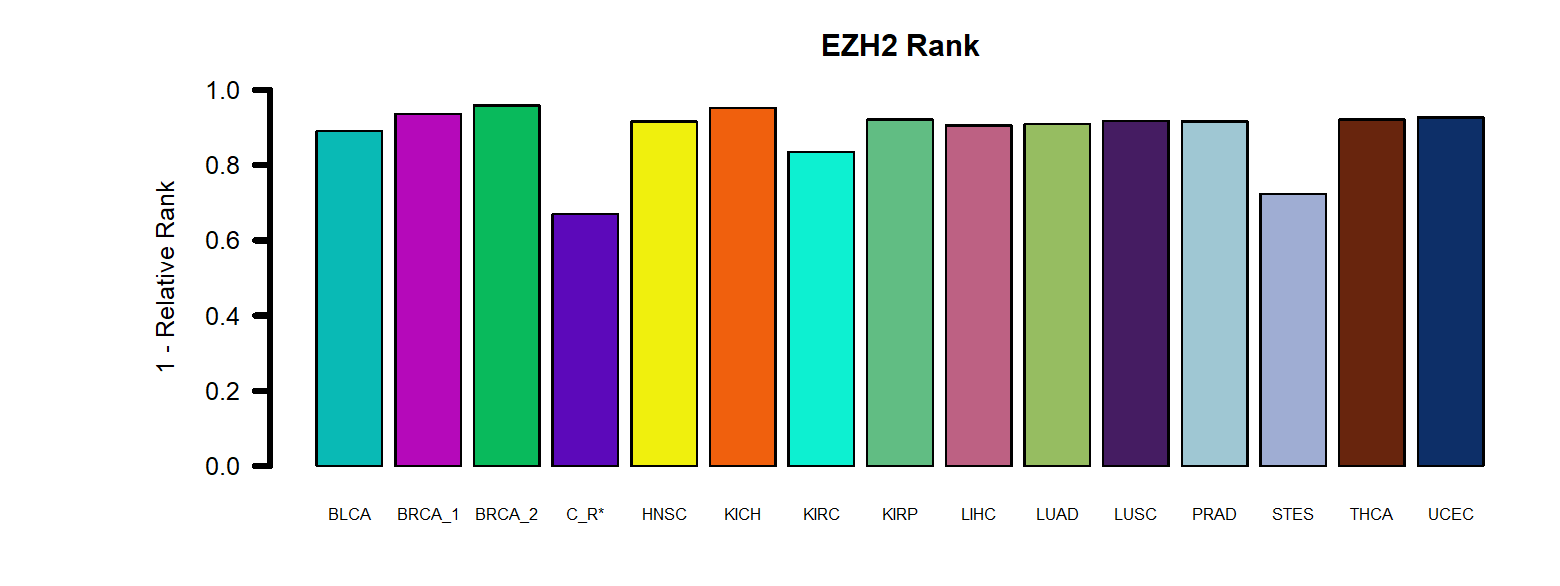 EZH2 Rank
1 - Relative Rank
1.0
0.8
0.6
0.4
0.2
0.0
BLCA BRCA_1 BRCA_2 C_R* HNSC KICH KIRC KIRP LIHC LUAD LUSC PRAD STES THCA UCEC